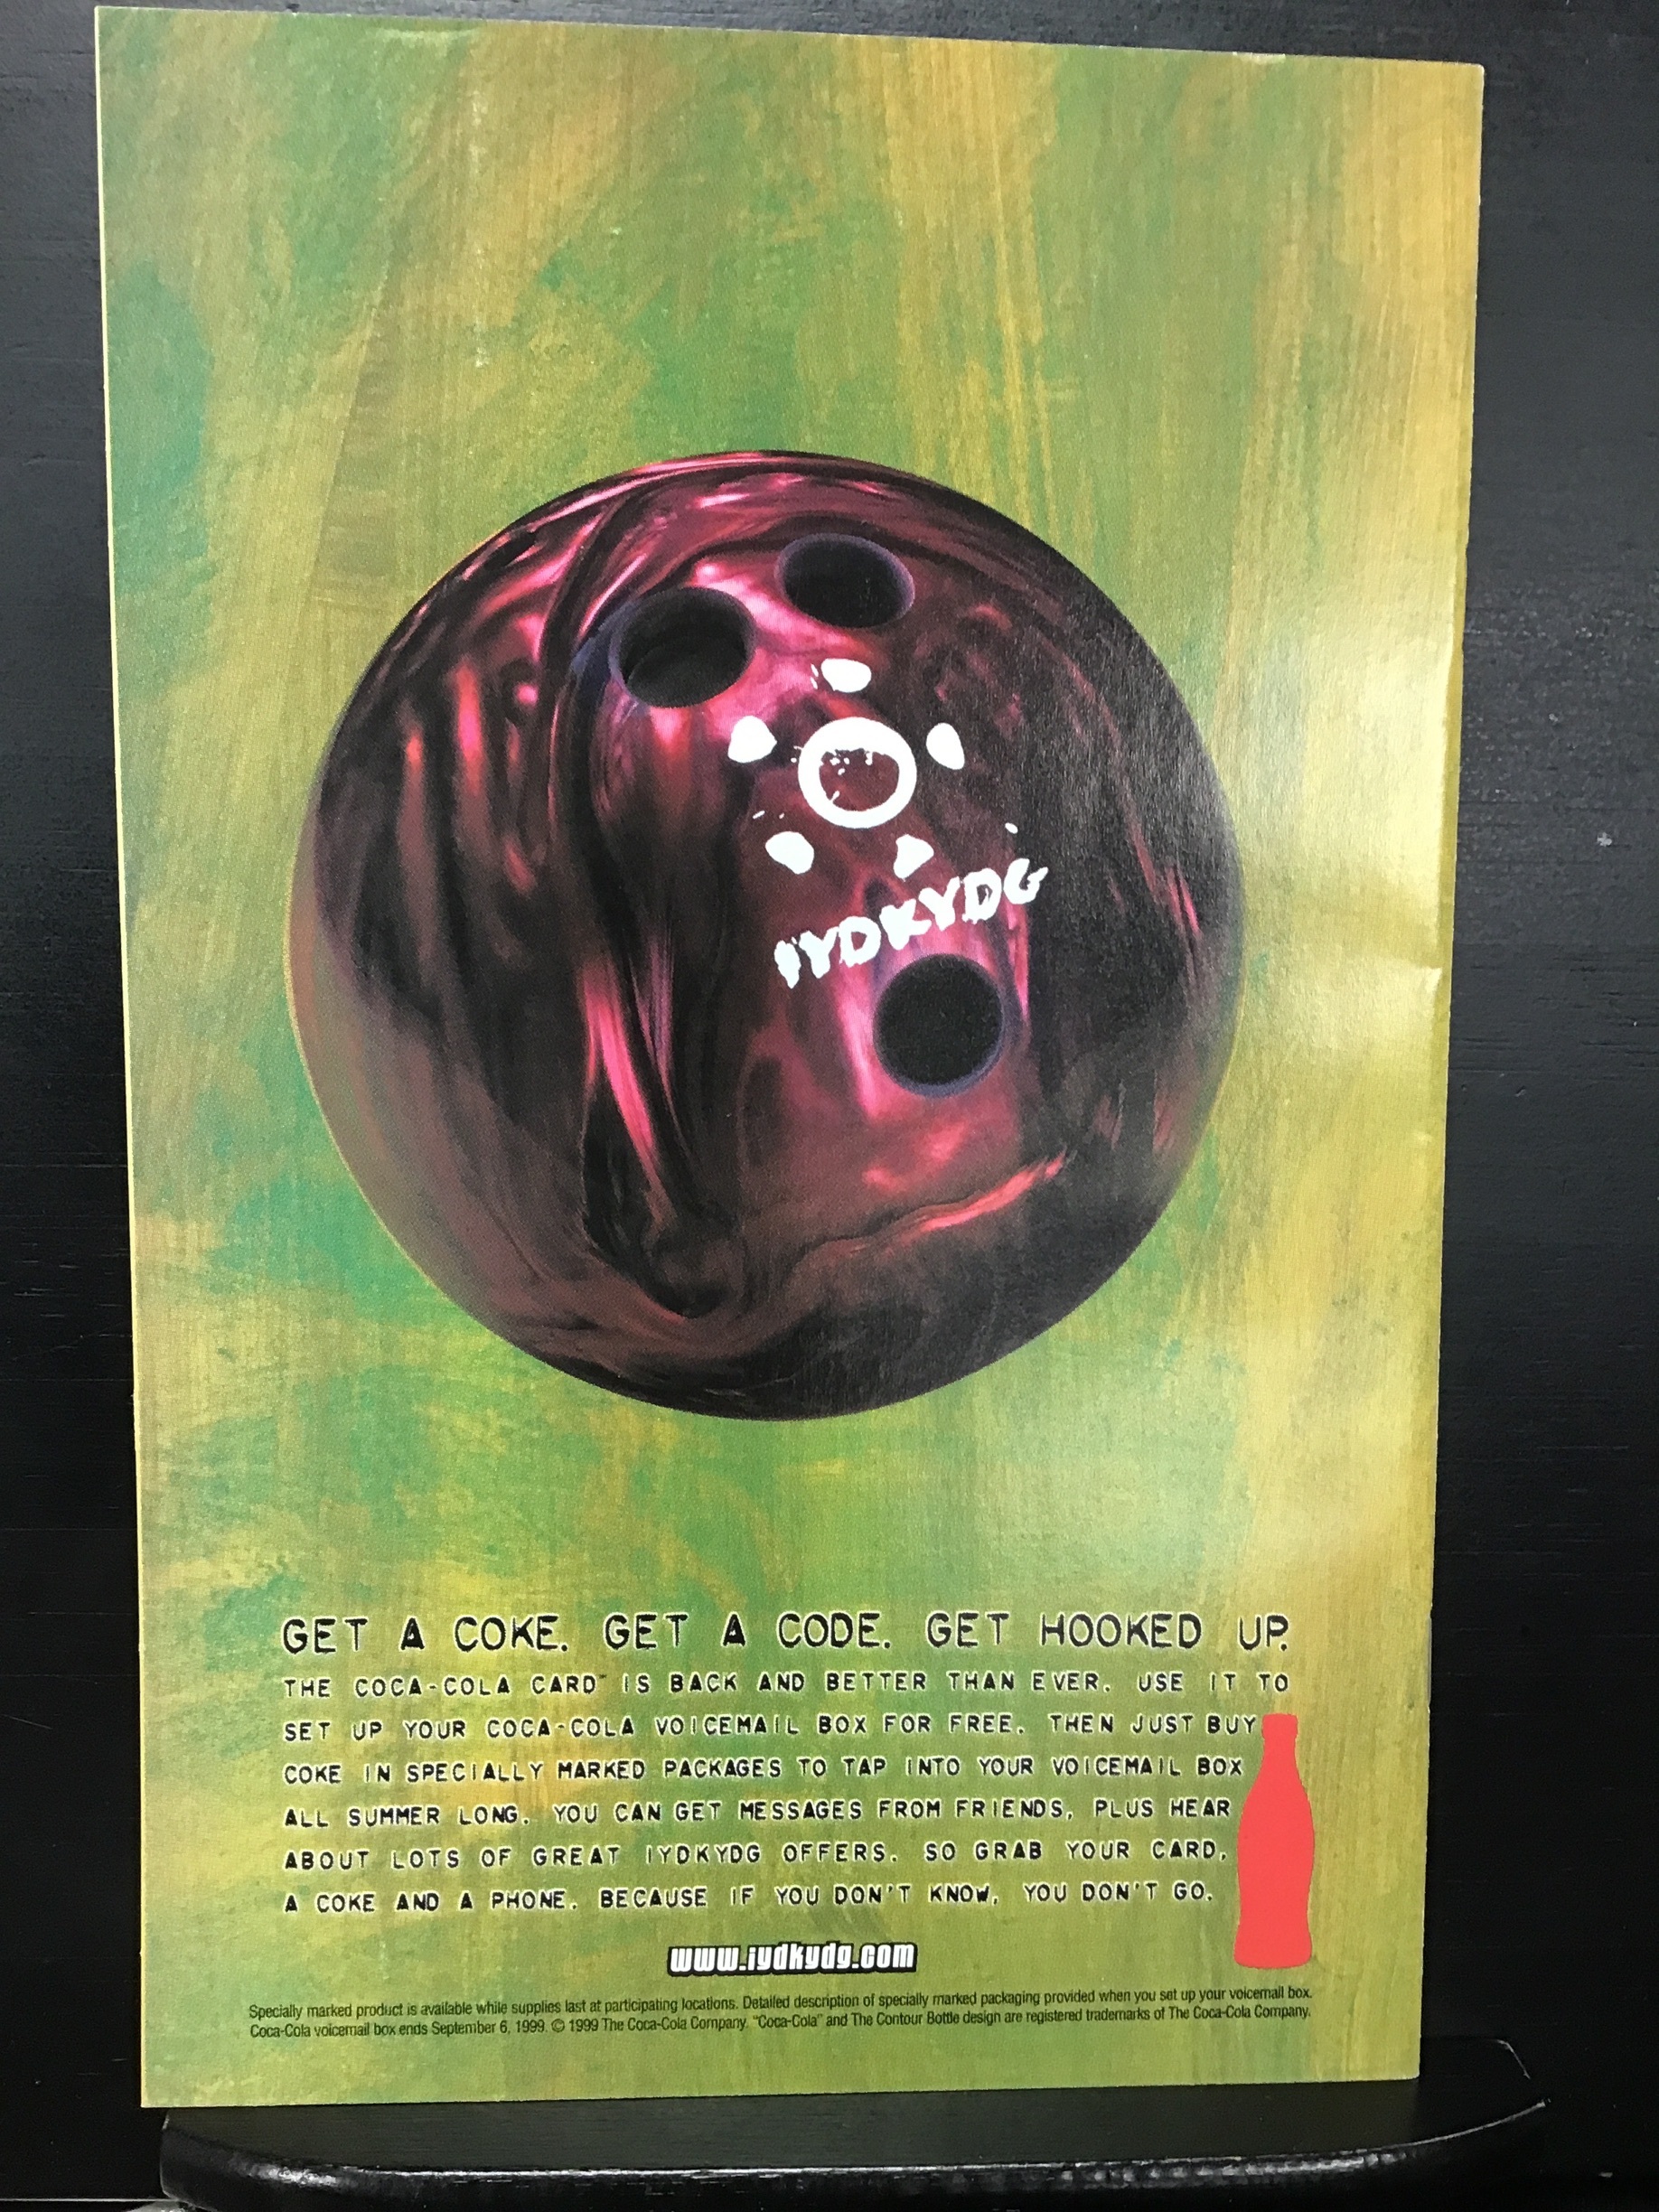 IYDKYDG
GET A COKE. GET A CODE. GET HOOKED UP.
THE COCA-COLA CARD™ IS BACK AND BETTER THAN EVER. USE IT TO
SET UP YOUR COCA-COLA VOICEMAIL BOX FOR FREE. THEN JUST BUY
COKE IN SPECIALLY MARKED PACKAGES TO TAP INTO YOUR VOICEMAIL BOX
ALL SUMMER LONG. YOU CAN GET MESSAGES FROM FRIENDS, PLUS HEAR
ABOUT LOTS OF GREAT IYDKYDG OFFERS. SO GRAB YOUR CARD,
A COKE AND A PHONE. BECAUSE IF YOU DON'T KNOW, YOU DON'T GO.
www.iydkydg.com
Specially marked product is available while supplies last at participating locations. Detailed description of specially marked packaging provided when you set up your voicemail box.
Coca-Cola voicemail box ends September 6, 1999. © 1999 The Coca-Cola Company. "Coca-Cola" and The Contour Bottle design are registered trademarks of The Coca-Cola Company.